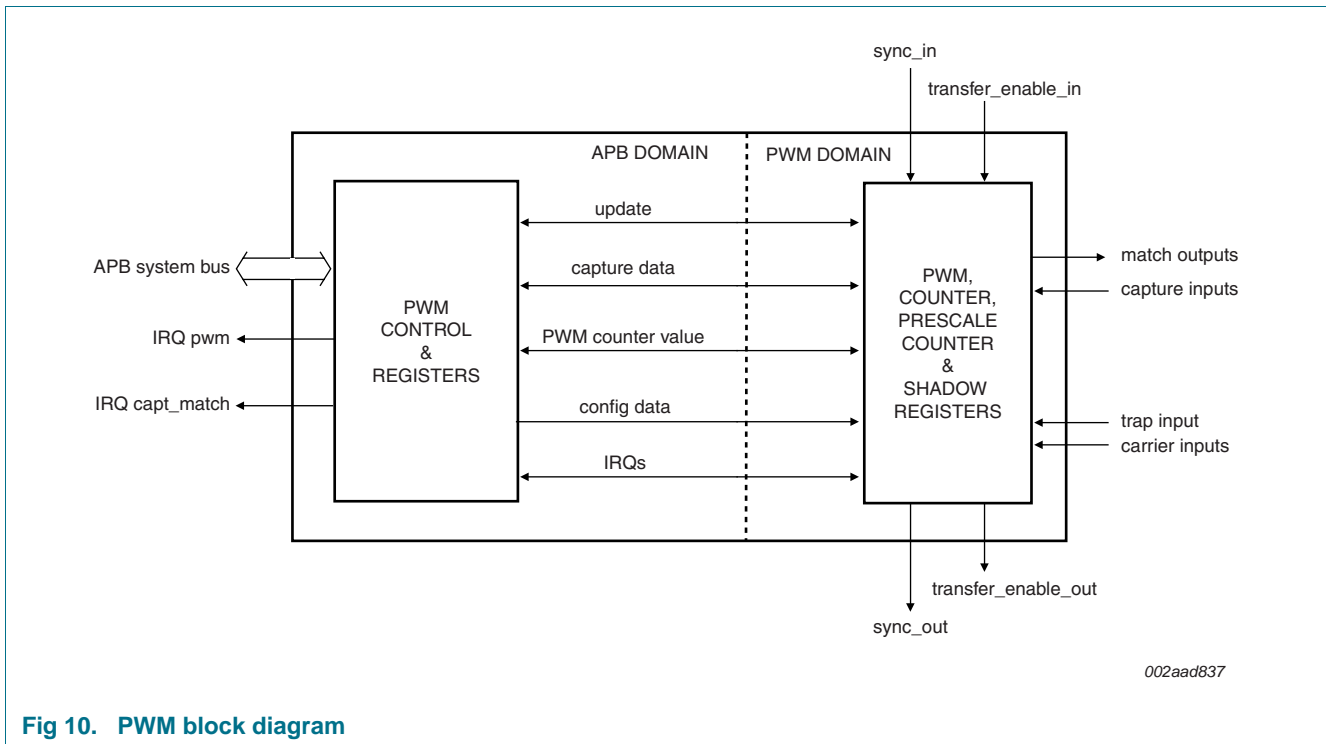 sync_in
transfer_enable_in
APB DOMAIN
PWM DOMAIN
update
capture data
PWM counter value
config data
IRQs
APB system bus
IRQ pwm
IRQ capt_match
PWM
CONTROL
&
REGISTERS
PWM,
COUNTER,
PRESCALE
COUNTER
&
SHADOW
REGISTERS
match outputs
capture inputs
trap input
carrier inputs
transfer_enable_out
sync_out
002aad837
Fig 10. PWM block diagram